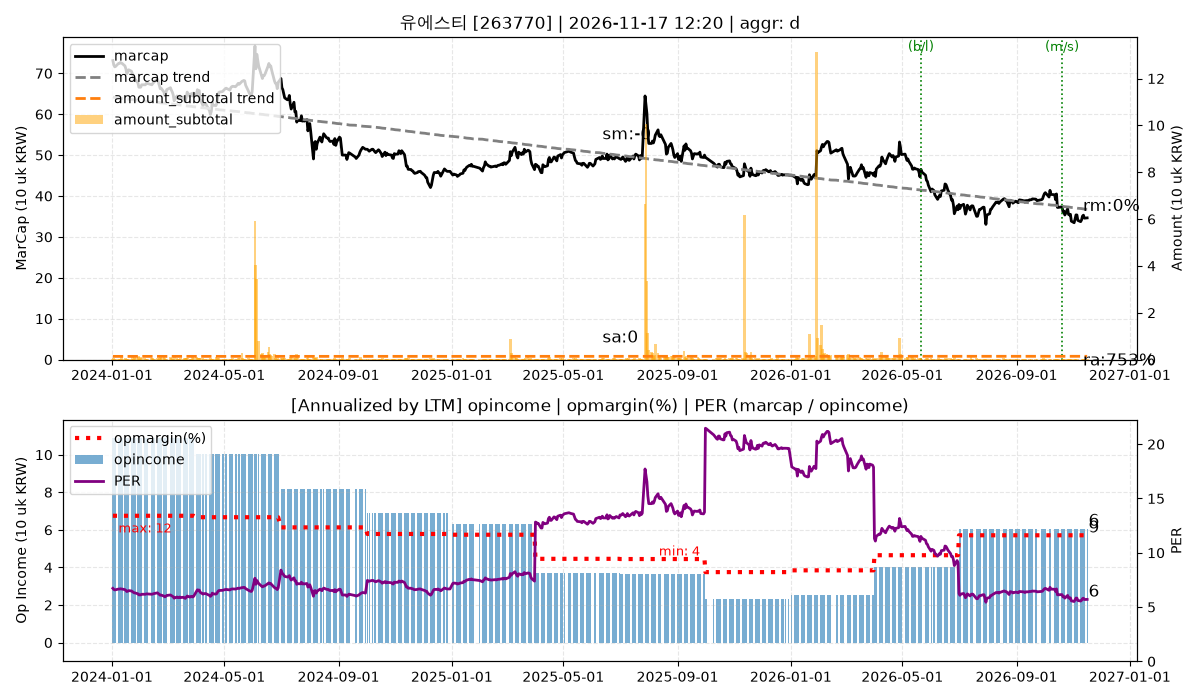 유에스티 [263770] | 2026-11-17 12:20 | aggr: d
MarCap (10 uk KRW)
0 10 20 30 40 50 60 70
marcap
marcap trend
amount_subtotal trend
amount_subtotal
(b/l)
(m/s)
sm:-0
sa:0
rm:0%
ra:753%
0 2 4 6 8 10 12
Amount (10 uk KRW)
2024-01-01 2024-05-01 2024-09-01 2025-01-01 2025-05-01 2025-09-01 2026-01-01 2026-05-01 2026-09-01 2027-01-01
[Annualized by LTM] opincome | opmargin(%) | PER (marcap / opincome)
Op Income (10 uk KRW)
0 2 4 6 8 10
opmargin(%)
opincome
PER
max: 12
min: 4
6
9
6
0 5 10 15 20
PER
2024-01-01 2024-05-01 2024-09-01 2025-01-01 2025-05-01 2025-09-01 2026-01-01 2026-05-01 2026-09-01 2027-01-01